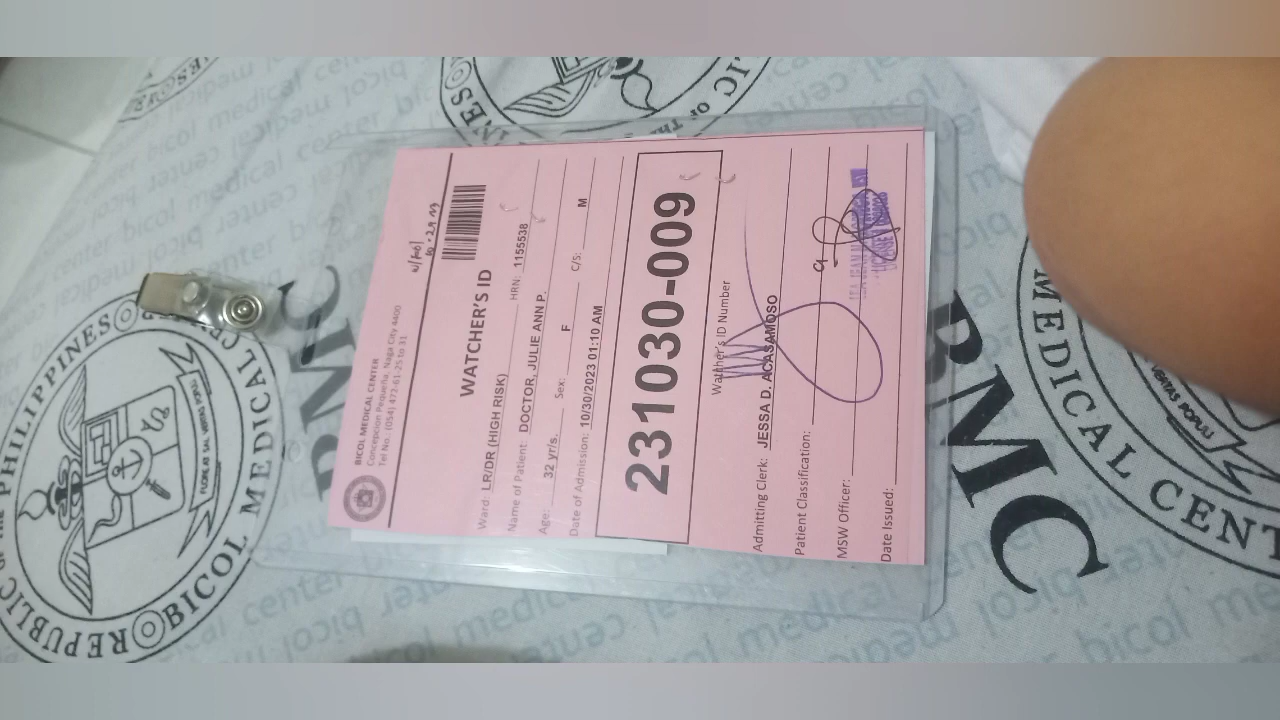 BICOL MEDICAL CENTER
Concepcion Pequeña, Naga City 4400
Tel No. (054) 472-61-25 to 31
WATCHER'S ID
Ward: LR/DR (HIGH RISK) HRN: 1155538
Name of Patient: DOCTOR, JULIE ANN P.
Age: 32 yr/s. Sex: F C/S: M
Date of Admission: 10/30/2023 01:10 AM
231030-009
Watcher's ID Number
Admitting Clerk: JESSA D. ACASAMOSO
Patient Classification:
MSW Officer:
Date Issued:
REPUBLIC OF THE PHILIPPINES
BICOL MEDICAL CENTER
BMC
bicol medical center
BMC
MEDICAL CENT